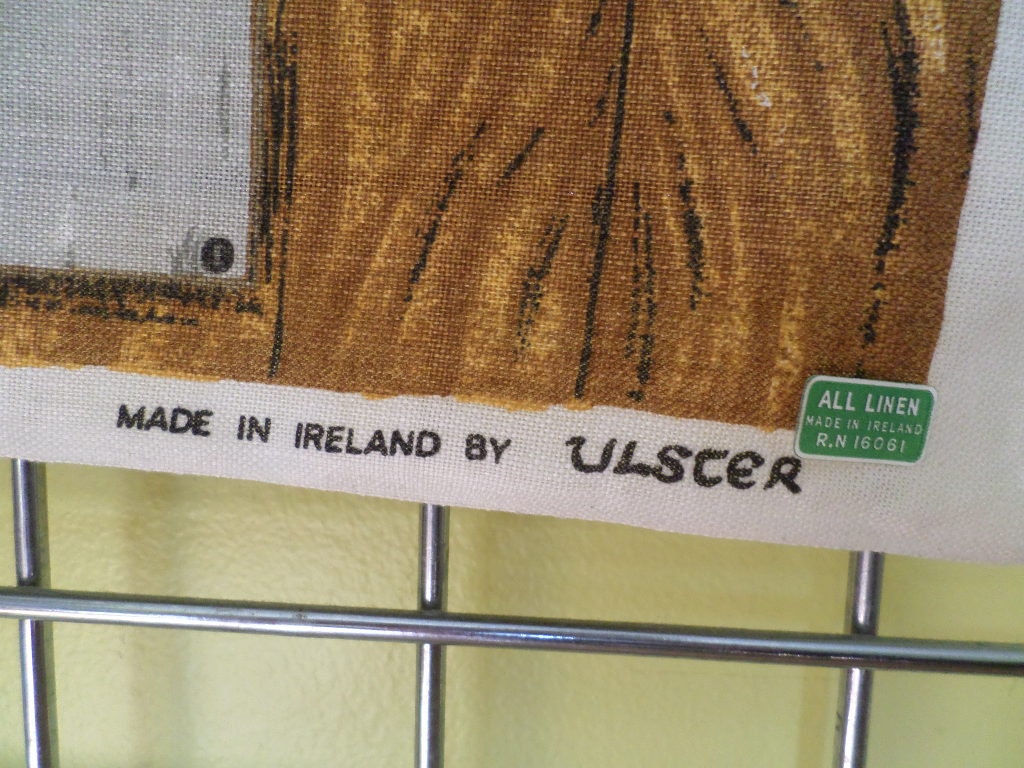 MADE IN IRELAND BY ULSTER
ALL LINEN
MADE IN IRELAND
R.N 16061